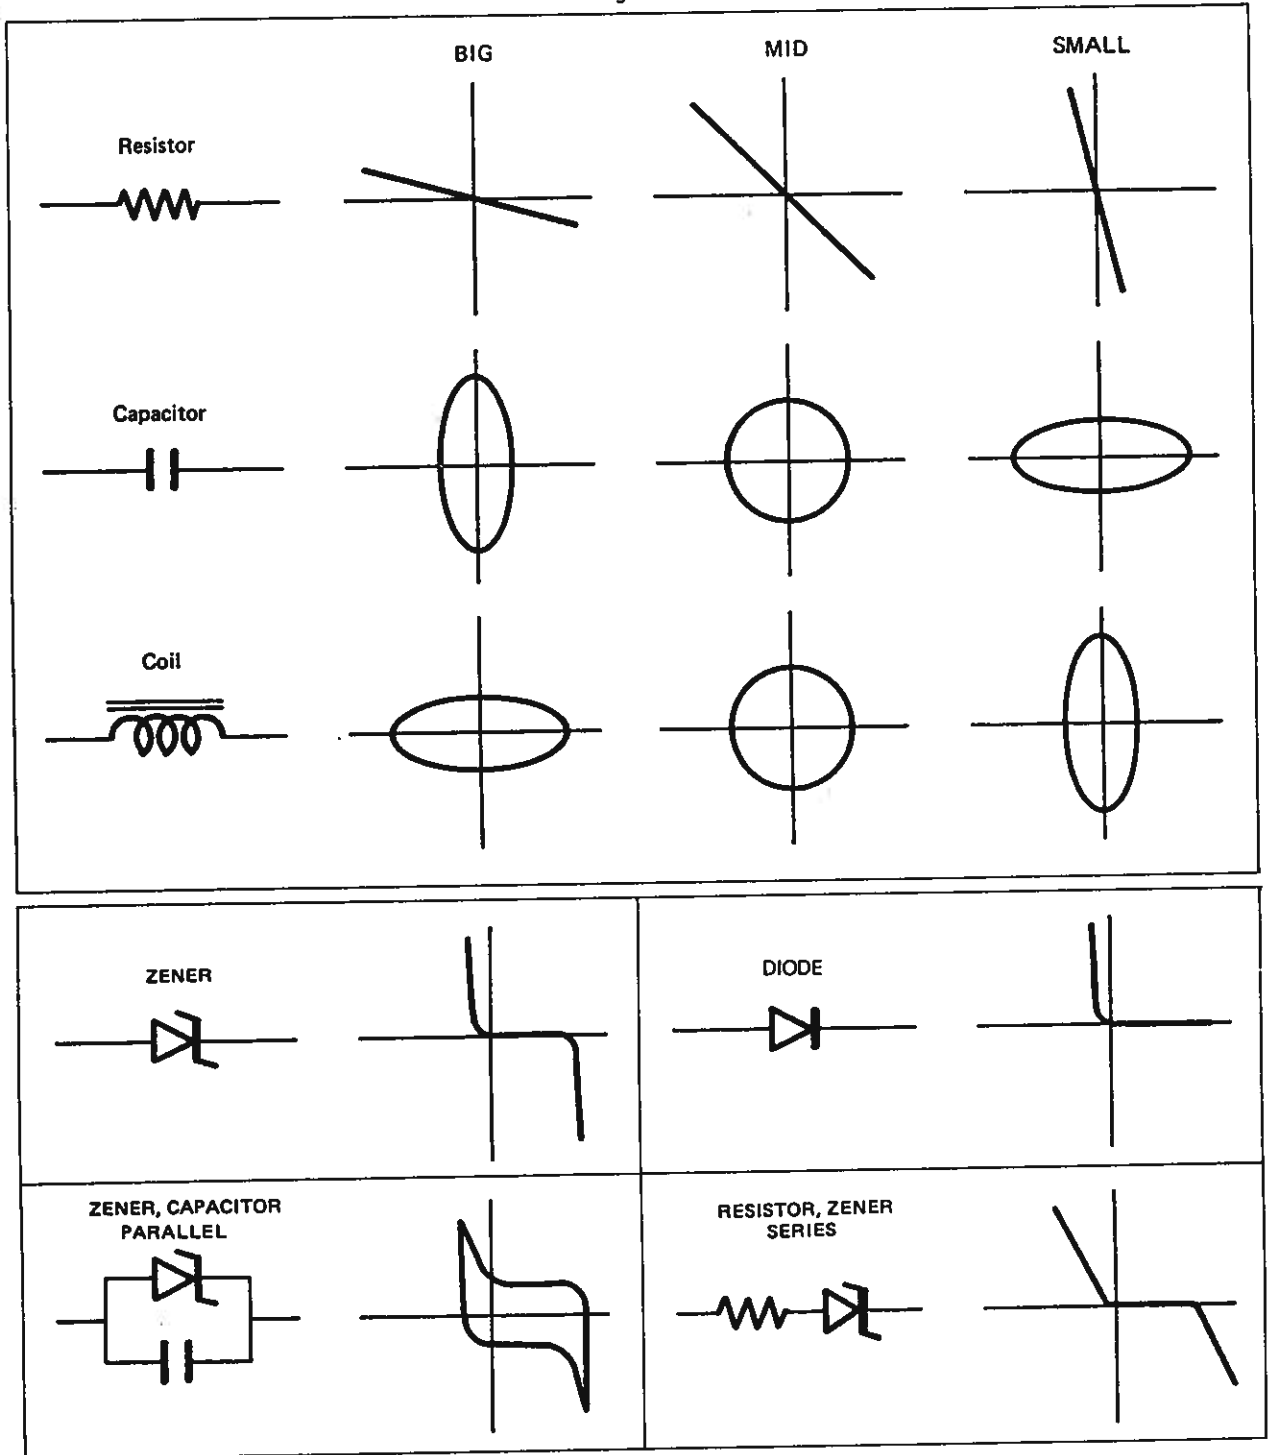 BIG
MID
SMALL
Resistor
Capacitor
Coil
ZENER
DIODE
ZENER, CAPACITOR
PARALLEL
RESISTOR, ZENER
SERIES